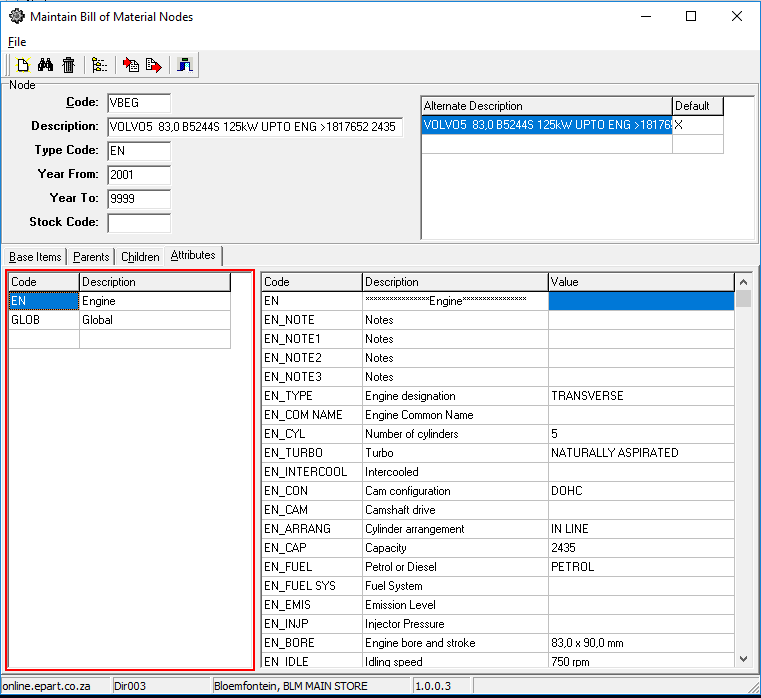 Maintain Bill of Material Nodes
File
Node
Code: VBEG
Description: VOLVO5 83,0 B5244S 125kW UPTO ENG >1817652 2435
Type Code: EN
Year From: 2001
Year To: 9999
Stock Code:
Alternate Description Default
VOLVO5 83,0 B5244S 125kW UPTO ENG >18176 X
Base Items Parents Children Attributes
Code Description
EN Engine
GLOB Global
Code Description Value
EN ***************Engine***************
EN_NOTE Notes
EN_NOTE1 Notes
EN_NOTE2 Notes
EN_NOTE3 Notes
EN_TYPE Engine designation TRANSVERSE
EN_COM NAME Engine Common Name
EN_CYL Number of cylinders 5
EN_TURBO Turbo NATURALLY ASPIRATED
EN_INTERCOOL Intercooled
EN_CON Cam configuration DOHC
EN_CAM Camshaft drive
EN_ARRANG Cylinder arrangement IN LINE
EN_CAP Capacity 2435
EN_FUEL Petrol or Diesel PETROL
EN_FUEL SYS Fuel System
EN_EMIS Emission Level
EN_INJP Injector Pressure
EN_BORE Engine bore and stroke 83,0 x 90,0 mm
EN_IDLE Idling speed 750 rpm
online.epart.co.za Dir003 Bloemfontein, BLM MAIN STORE 1.0.0.3